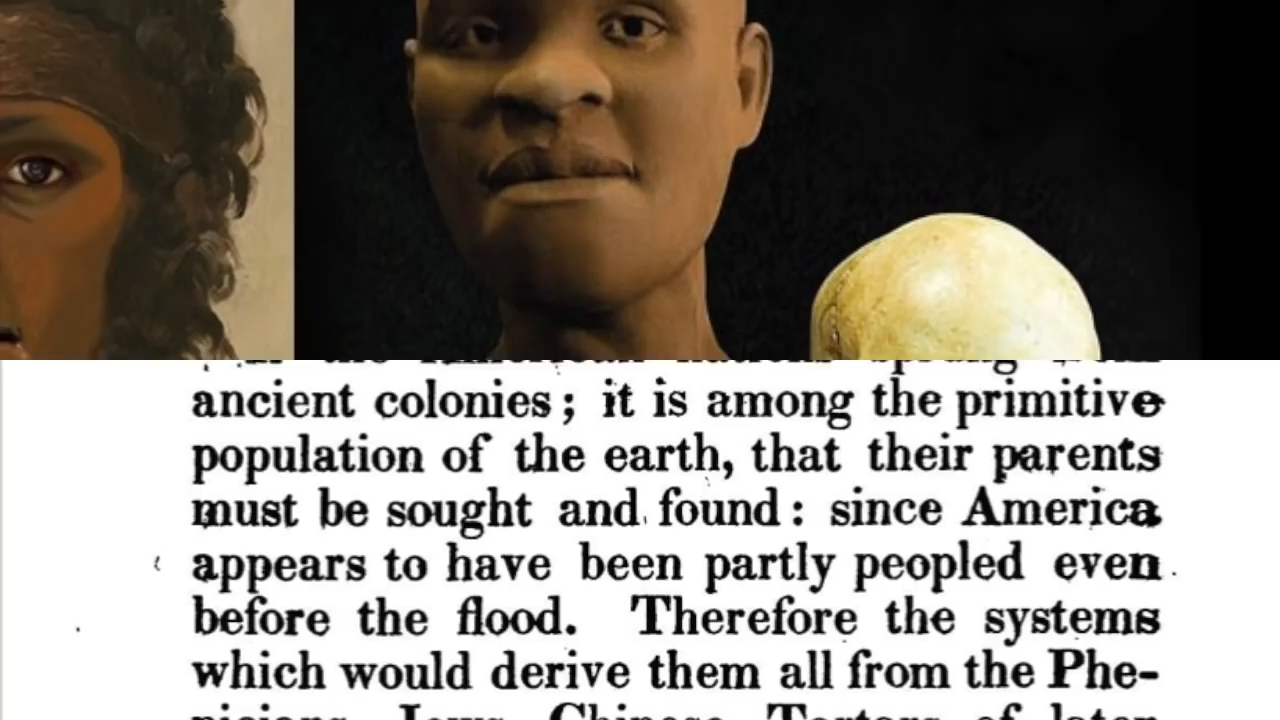 ancient colonies; it is among the primitive
population of the earth, that their parents
must be sought and found: since America
appears to have been partly peopled even
before the flood. Therefore the systems
which would derive them all from the Phe-